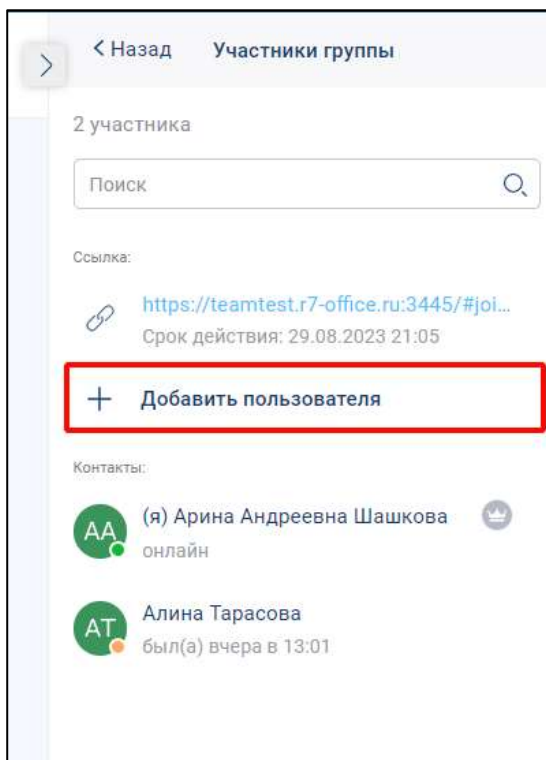 Назад Участники группы
2 участника
Поиск
Ссылка:
https://teamtest.r7-office.ru:3445/#joi...
Срок действия: 29.08.2023 21:05
Добавить пользователя
Контакты:
АА (я) Арина Андреевна Шашкова
онлайн
АТ Алина Тарасова
был(а) вчера в 13:01